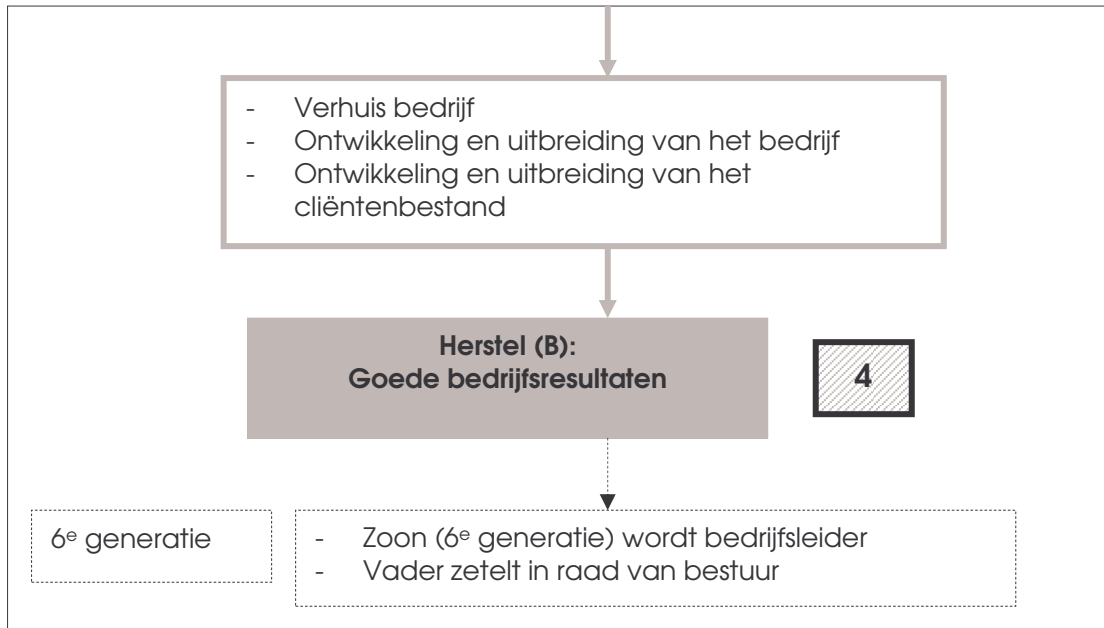 - Verhuis bedrijf
- Ontwikkeling en uitbreiding van het bedrijf
- Ontwikkeling en uitbreiding van het
cliëntenbestand
Herstel (B):
Goede bedrijfsresultaten
4
6e generatie
- Zoon (6e generatie) wordt bedrijfsleider
- Vader zetelt in raad van bestuur